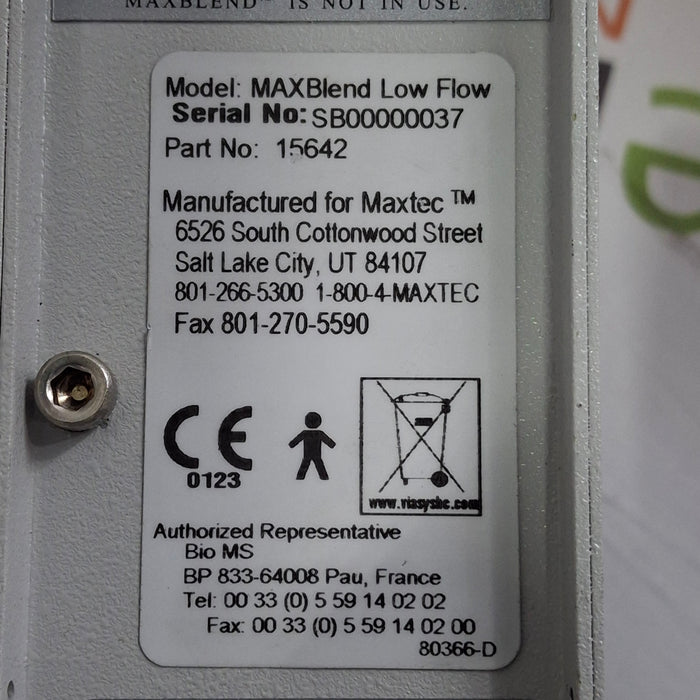 MAXBLEND™ IS NOT IN USE.
Model: MAXBlend Low Flow
Serial No: SB00000037
Part No: 15642
Manufactured for Maxtec ™
6526 South Cottonwood Street
Salt Lake City, UT 84107
801-266-5300 1-800-4-MAXTEC
Fax 801-270-5590
CE
0123
www.viasyshc.com
Authorized Representative
Bio MS
BP 833-64008 Pau, France
Tel: 00 33 (0) 5 59 14 02 02
Fax: 00 33 (0) 5 59 14 02 00
80366-D